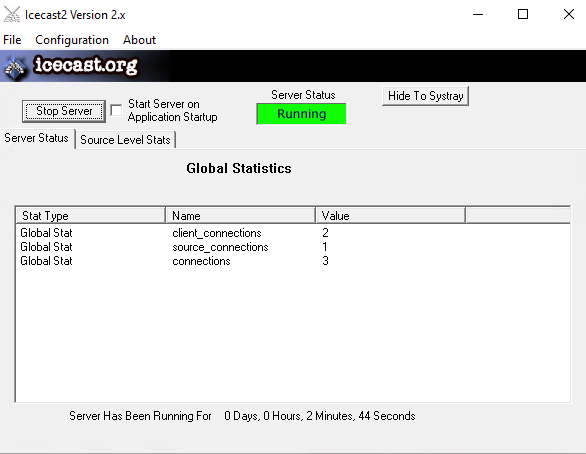 Icecast2 Version 2.x
File Configuration About
icecast.org
Stop Server
Start Server on
Application Startup
Server Status
Running
Hide To Systray
Server Status Source Level Stats
Global Statistics
Stat Type Name Value
Global Stat client_connections 2
Global Stat source_connections 1
Global Stat connections 3
Server Has Been Running For 0 Days, 0 Hours, 2 Minutes, 44 Seconds